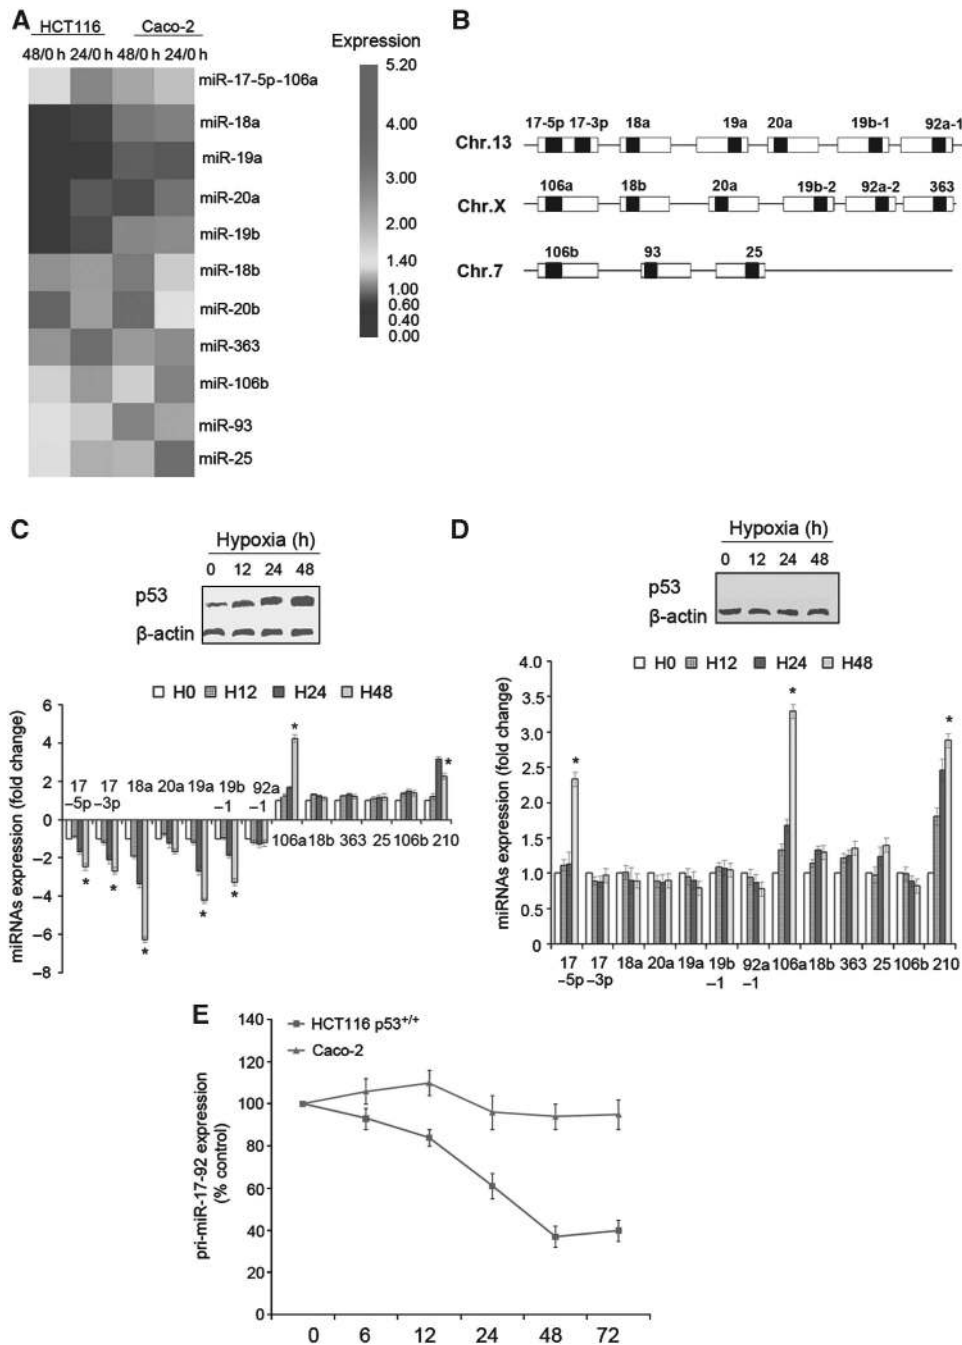 A
HCT116 Caco-2
48/0 h 24/0 h 48/0 h 24/0 h
miR-17-5p-106a
miR-18a
miR-19a
miR-20a
miR-19b
miR-18b
miR-20b
miR-363
miR-106b
miR-93
miR-25
Expression
5.20
4.00
3.00
2.00
1.40
1.00
0.60
0.40
0.00
B
17-5p 17-3p 18a 19a 20a 19b-1 92a-1
Chr.13
106a 18b 20a 19b-2 92a-2 363
Chr.X
106b 93 25
Chr.7
C
Hypoxia (h)
0 12 24 48
p53
β-actin
H0 H12 H24 H48
miRNAs expression (fold change)
6
4
2
0
−2
−4
−6
−8
17 17 18a 20a 19a 19b 92a
−5p −3p −1 −1
106a 18b 363 25 106b 210
* * * * * * *
D
Hypoxia (h)
0 12 24 48
p53
β-actin
H0 H12 H24 H48
miRNAs expression (fold change)
4.0
3.5
3.0
2.5
2.0
1.5
1.0
0.5
0
* * *
17 17 18a 20a 19a 19b 92a 106a 18b 363 25 106b 210
−5p −3p −1 −1
E
HCT116 p53+/+
Caco-2
pri-miR-17-92 expression
(% control)
140
120
100
80
60
40
20
0
0 6 12 24 48 72